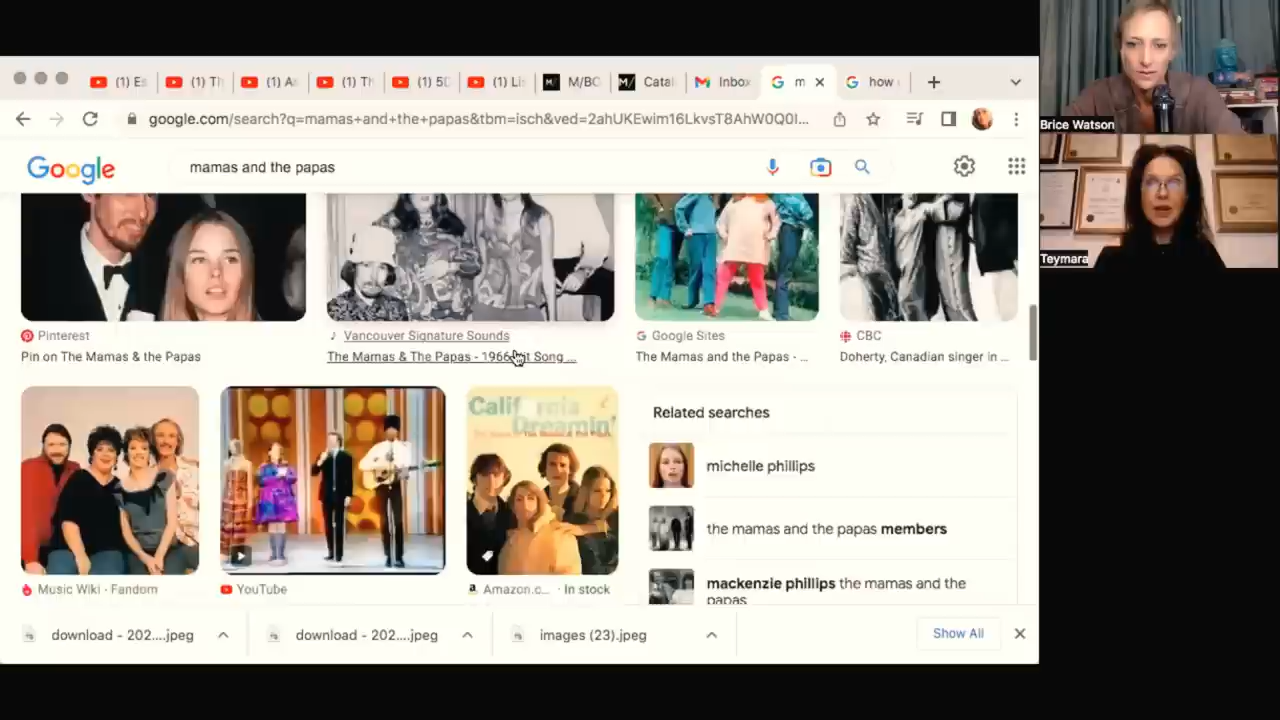 (1) Es
(1) Th
(1) Aa
(1) Th
(1) 5D
(1) Li
M/BO
Catal
Inbox
m
how
google.com/search?q=mamas+and+the+papas&tbm=isch&ved=2ahUKEwim16LkvsT8AhW0Q0I...
Google
mamas and the papas
Brice Watson
Teymara
Pinterest
Vancouver Signature Sounds
Google Sites
CBC
Pin on The Mamas & the Papas
The Mamas & The Papas - 1966 Hit Song ...
The Mamas and the Papas - ...
Doherty, Canadian singer in ...
California
Dreamin'
Related searches
michelle phillips
the mamas and the papas members
mackenzie phillips the mamas and the
papas
Music Wiki · Fandom
YouTube
Amazon.c... · In stock
download - 202....jpeg
download - 202....jpeg
images (23).jpeg
Show All